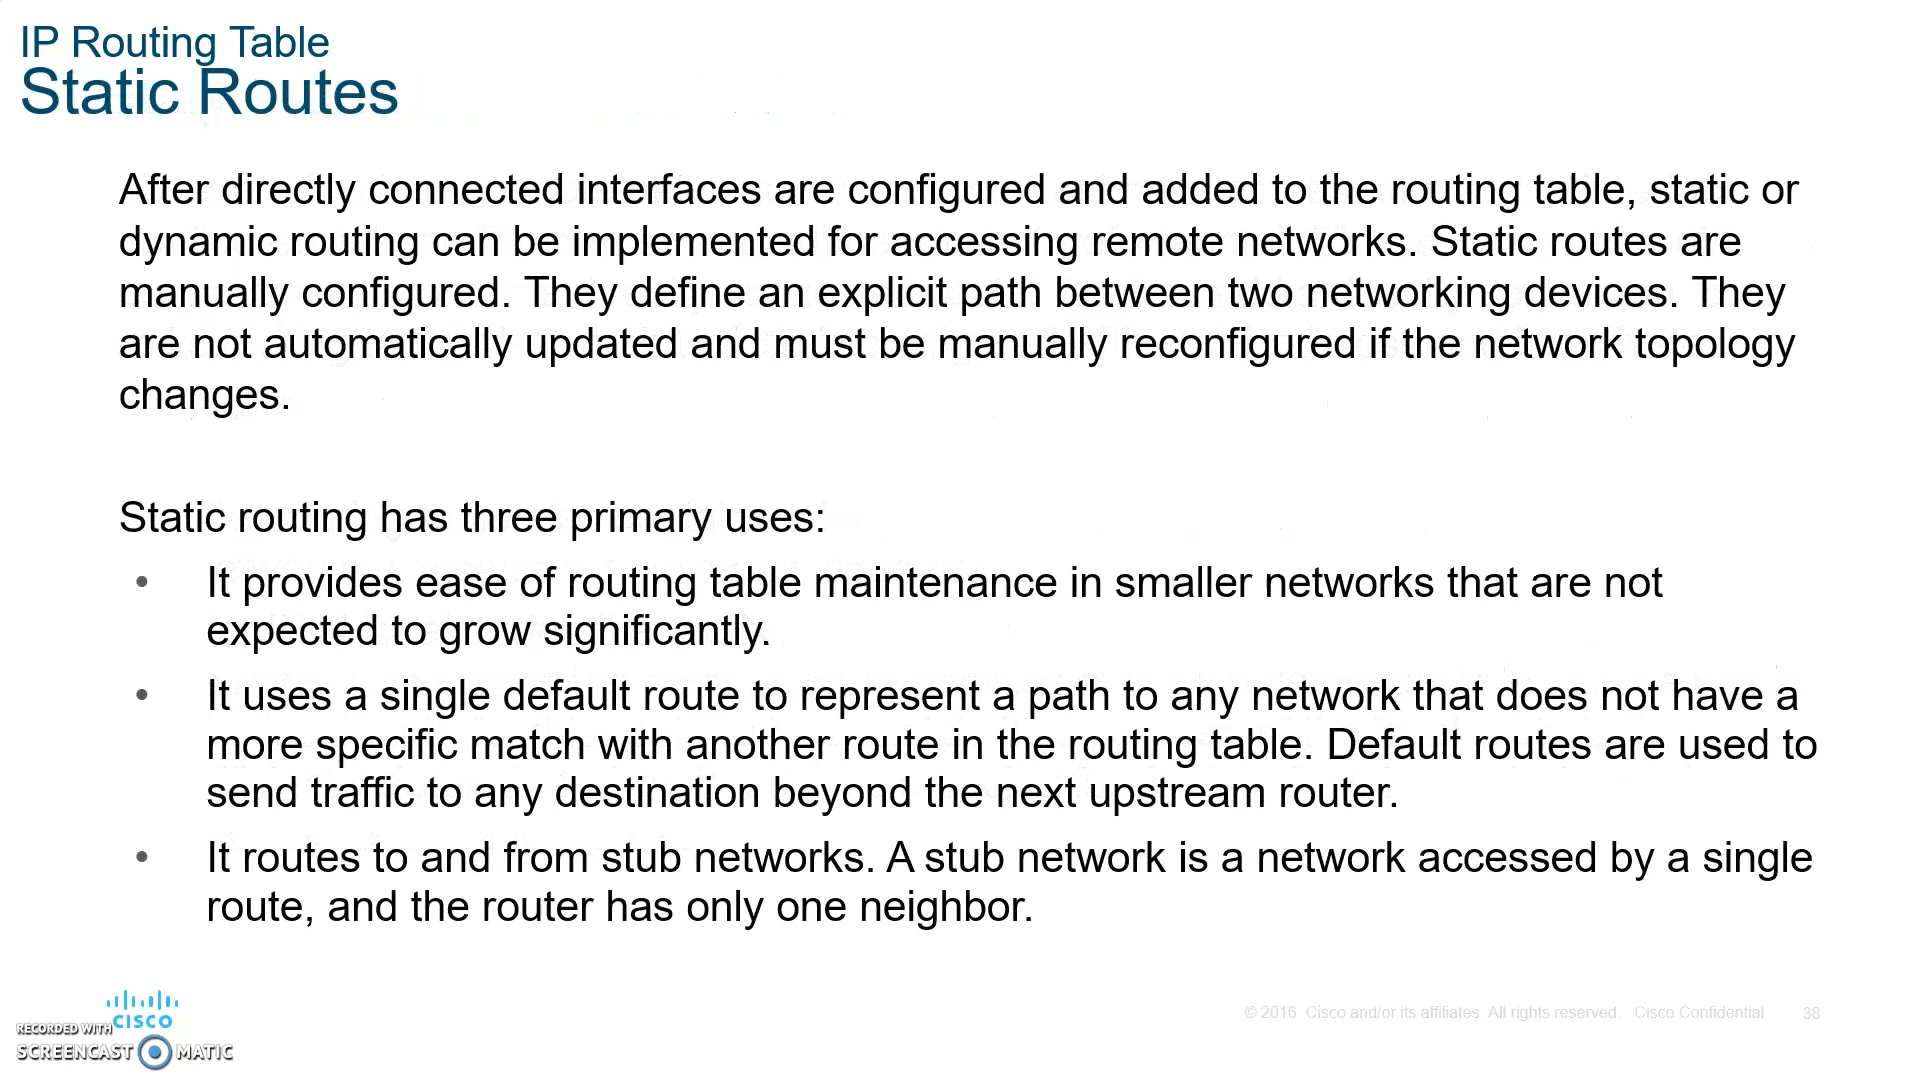 IP Routing Table
Static Routes
After directly connected interfaces are configured and added to the routing table, static or
dynamic routing can be implemented for accessing remote networks. Static routes are
manually configured. They define an explicit path between two networking devices. They
are not automatically updated and must be manually reconfigured if the network topology
changes.
Static routing has three primary uses:
• It provides ease of routing table maintenance in smaller networks that are not
expected to grow significantly.
• It uses a single default route to represent a path to any network that does not have a
more specific match with another route in the routing table. Default routes are used to
send traffic to any destination beyond the next upstream router.
• It routes to and from stub networks. A stub network is a network accessed by a single
route, and the router has only one neighbor.
CISCO
RECORDED WITH
SCREENCAST MATIC
© 2016 Cisco and/or its affiliates. All rights reserved. Cisco Confidential 38